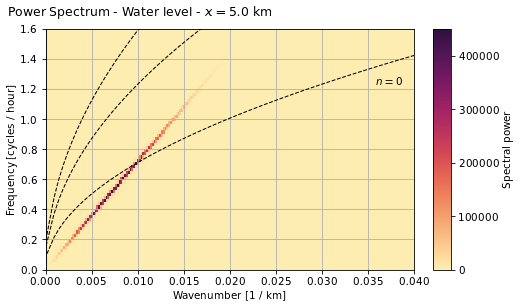 Power Spectrum - Water level - x = 5.0 km
Frequency [cycles / hour]
1.6
1.4
1.2
1.0
0.8
0.6
0.4
0.2
0.0
n = 0
0.000 0.005 0.010 0.015 0.020 0.025 0.030 0.035 0.040
Wavenumber [1 / km]
400000
300000
200000
100000
0
Spectral power